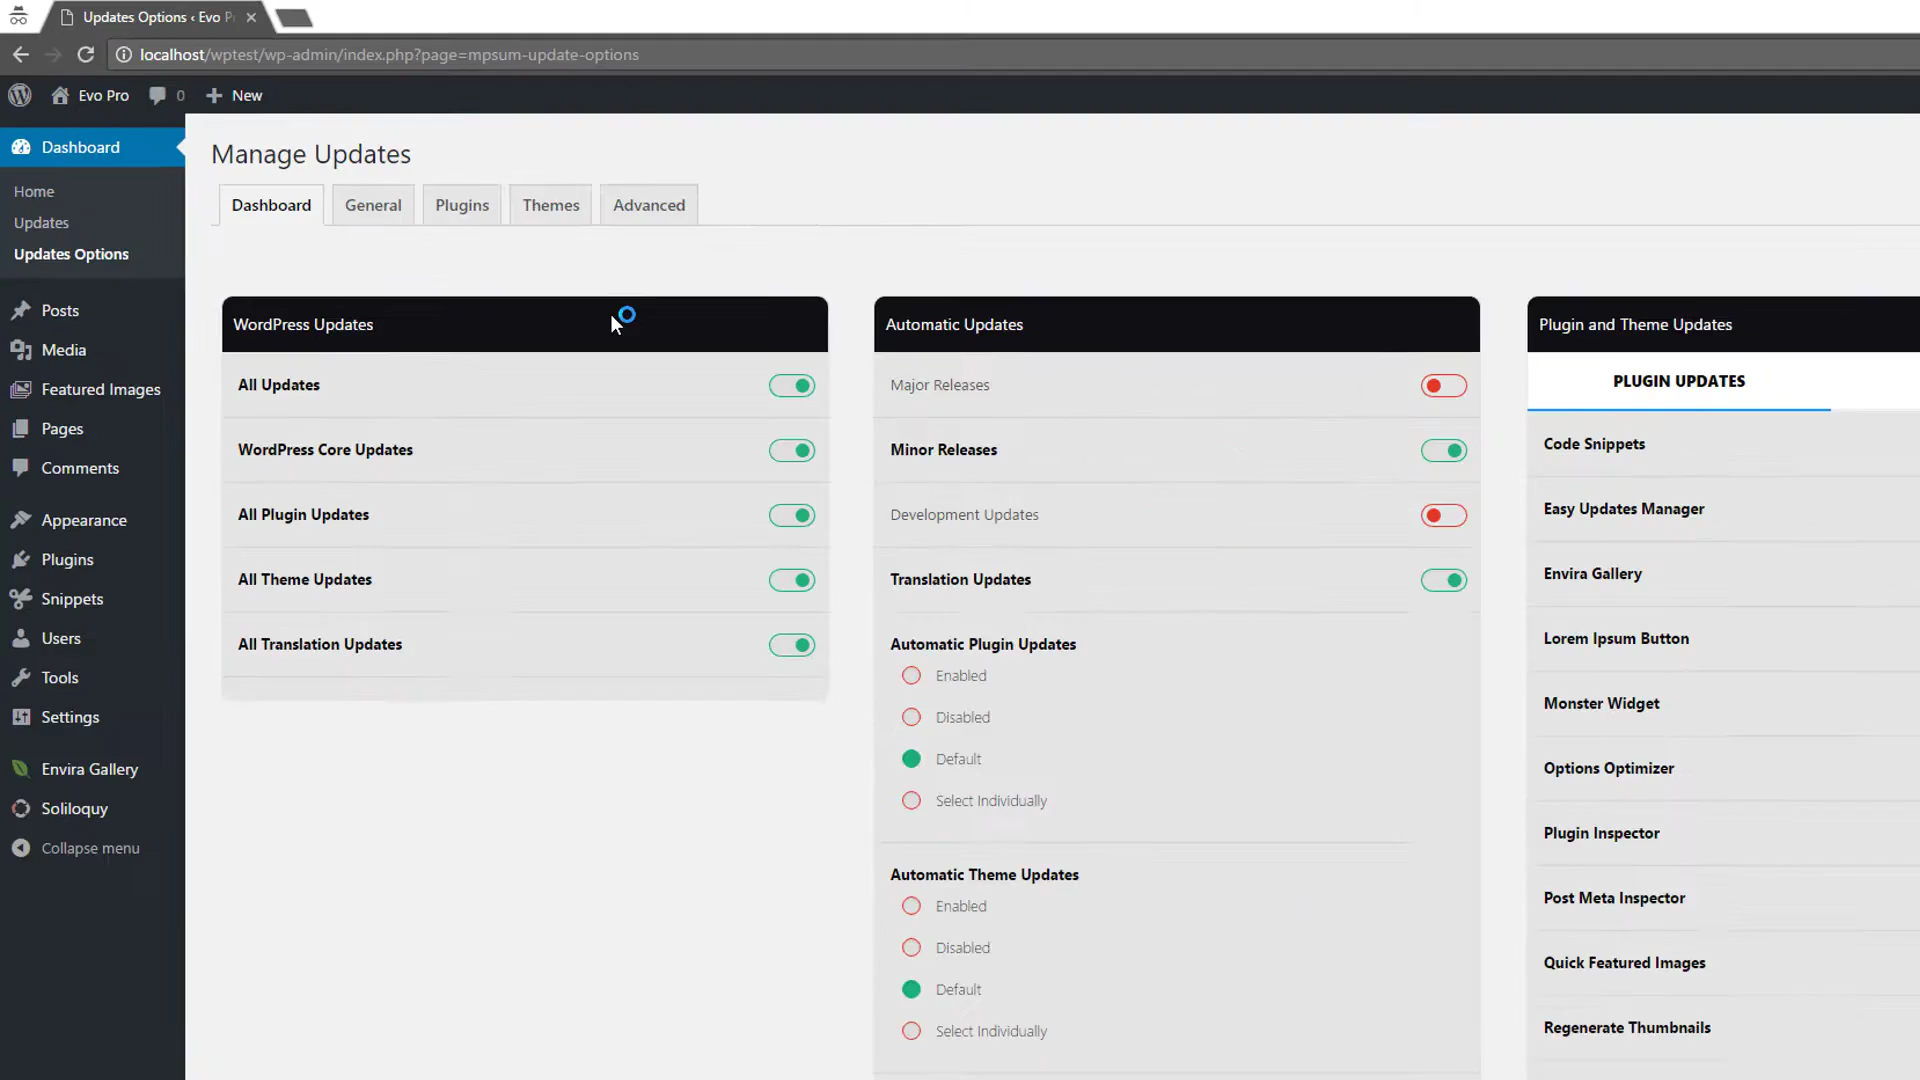 Updates Options ‹ Evo P
localhost/wptest/wp-admin/index.php?page=mpsum-update-options
Evo Pro 0 New
Dashboard
Home
Updates
Updates Options
Posts
Media
Featured Images
Pages
Comments
Appearance
Plugins
Snippets
Users
Tools
Settings
Envira Gallery
Soliloquy
Collapse menu
Manage Updates
Dashboard General Plugins Themes Advanced
WordPress Updates
All Updates
WordPress Core Updates
All Plugin Updates
All Theme Updates
All Translation Updates
Automatic Updates
Major Releases
Minor Releases
Development Updates
Translation Updates
Automatic Plugin Updates
Enabled
Disabled
Default
Select Individually
Automatic Theme Updates
Enabled
Disabled
Default
Select Individually
Plugin and Theme Updates
PLUGIN UPDATES
Code Snippets
Easy Updates Manager
Envira Gallery
Lorem Ipsum Button
Monster Widget
Options Optimizer
Plugin Inspector
Post Meta Inspector
Quick Featured Images
Regenerate Thumbnails